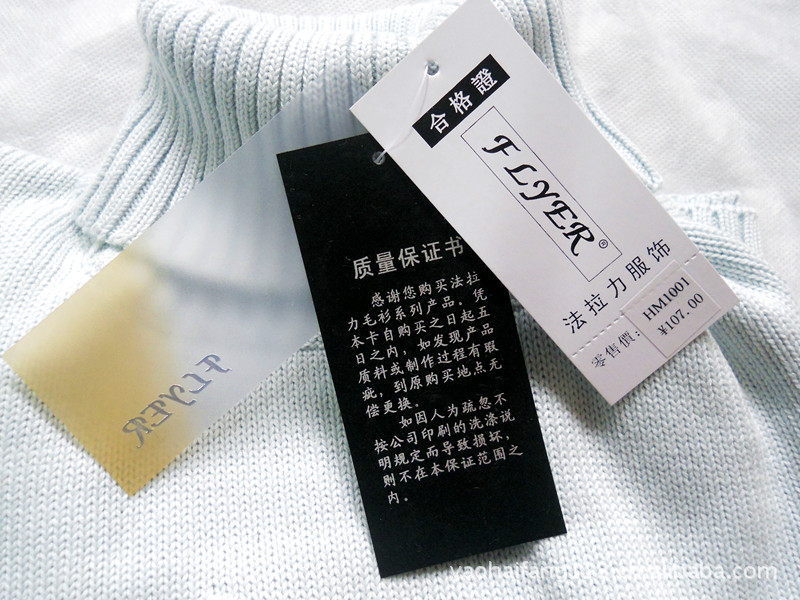 合格證
FLYER®
法拉力服饰
HM1001
零售價: ¥107.00
质量保证书
感谢您购买法拉
力毛衫系列产品。凭
本卡自购买之日起五
日之内，如发现产品
质料或制作过程有瑕
疵，到原购买地点无
偿更换。
如因人为疏忽不
按公司印刷的洗涤说
明规定而导致损坏，
则不在本保证范围之
内。
FLYER